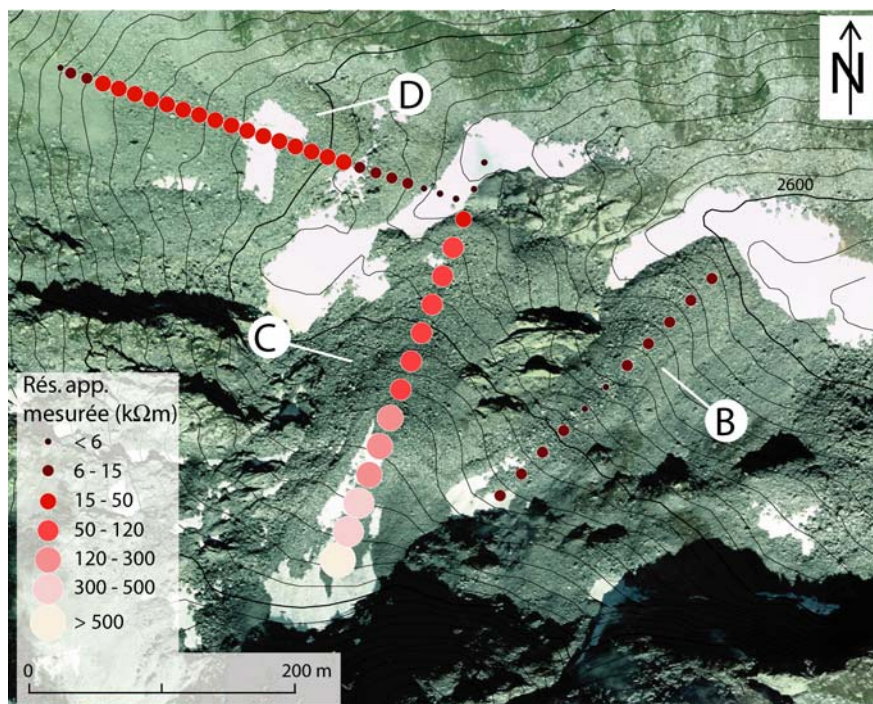 N
D
2600
C
B
Rés. app.
mesurée (kΩm)
< 6
6 - 15
15 - 50
50 - 120
120 - 300
300 - 500
> 500
0 200 m